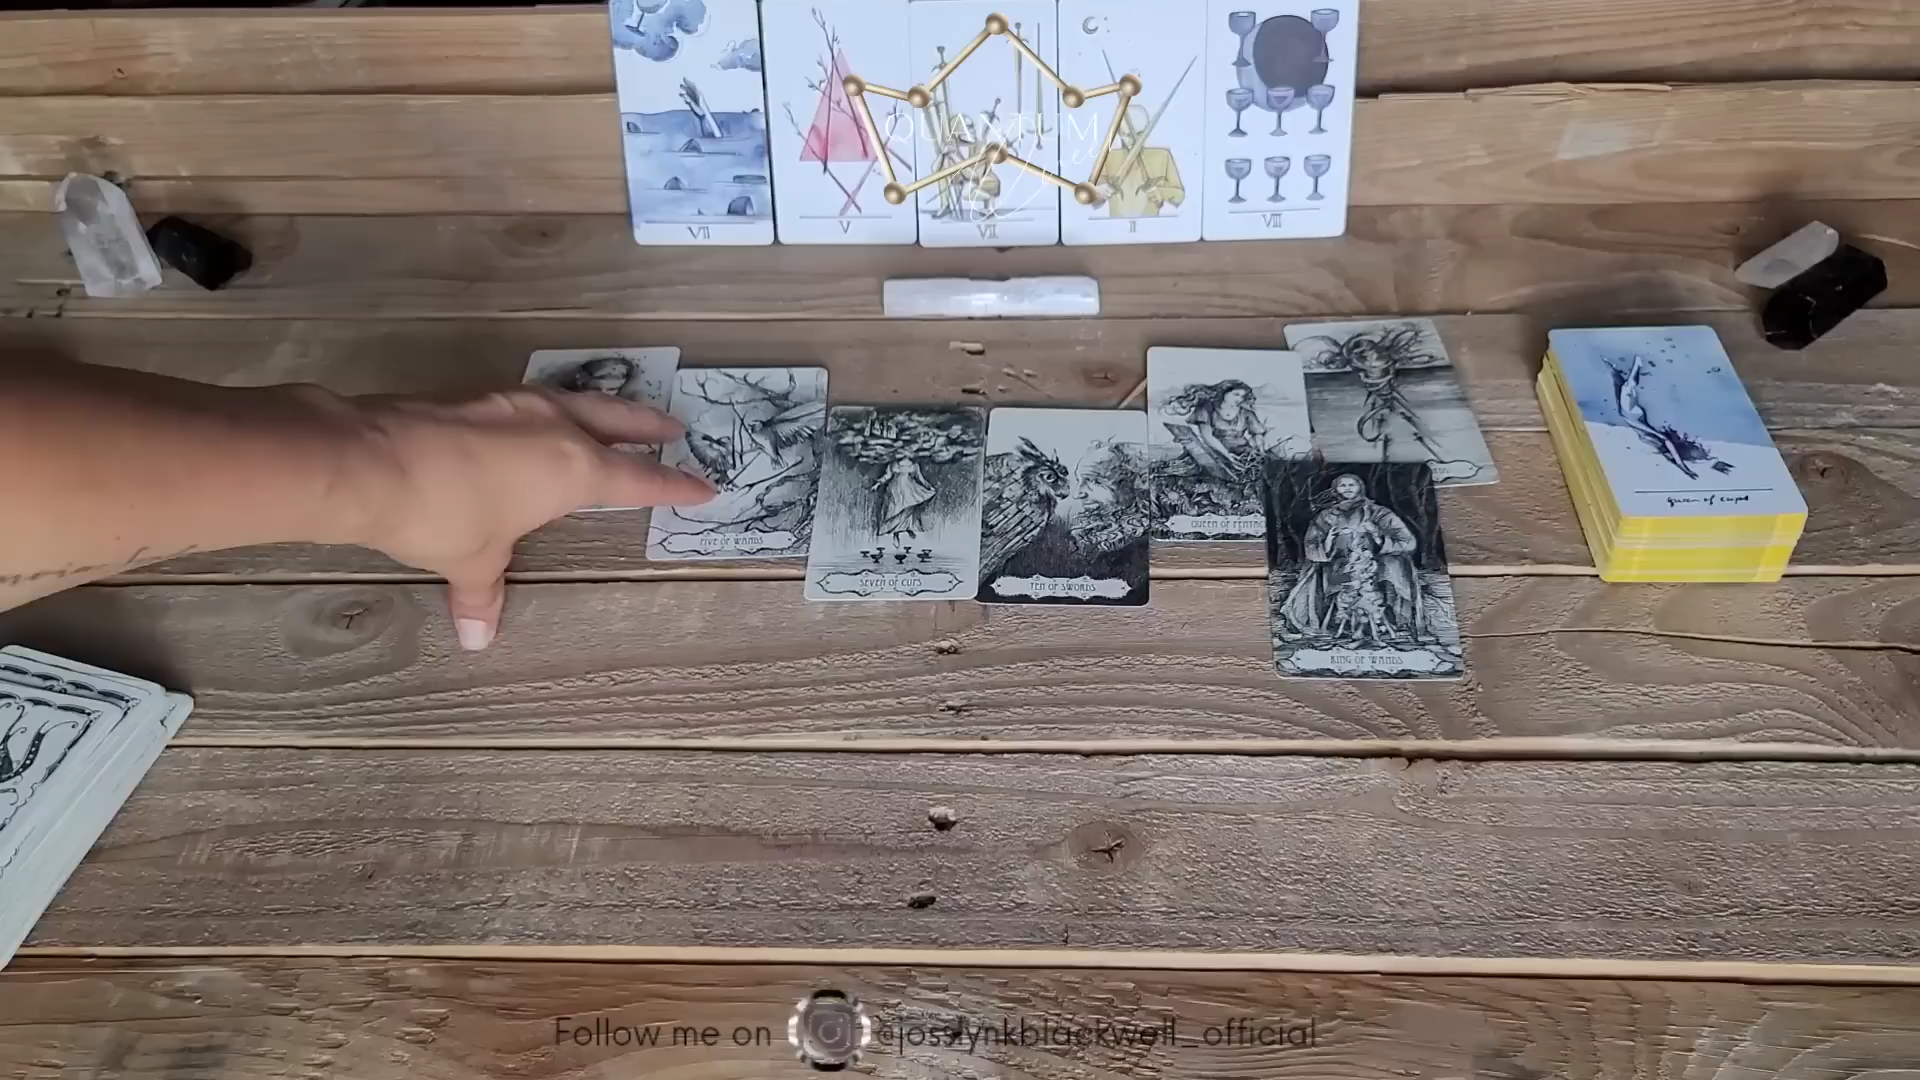 QUANTUM
VII
V
VII
II
VIII
queen of cups
FIVE OF WANDS
SEVEN OF CUPS
TEN OF SWORDS
QUEEN OF
KING OF WANDS
Follow me on @josslynkblackwell_official